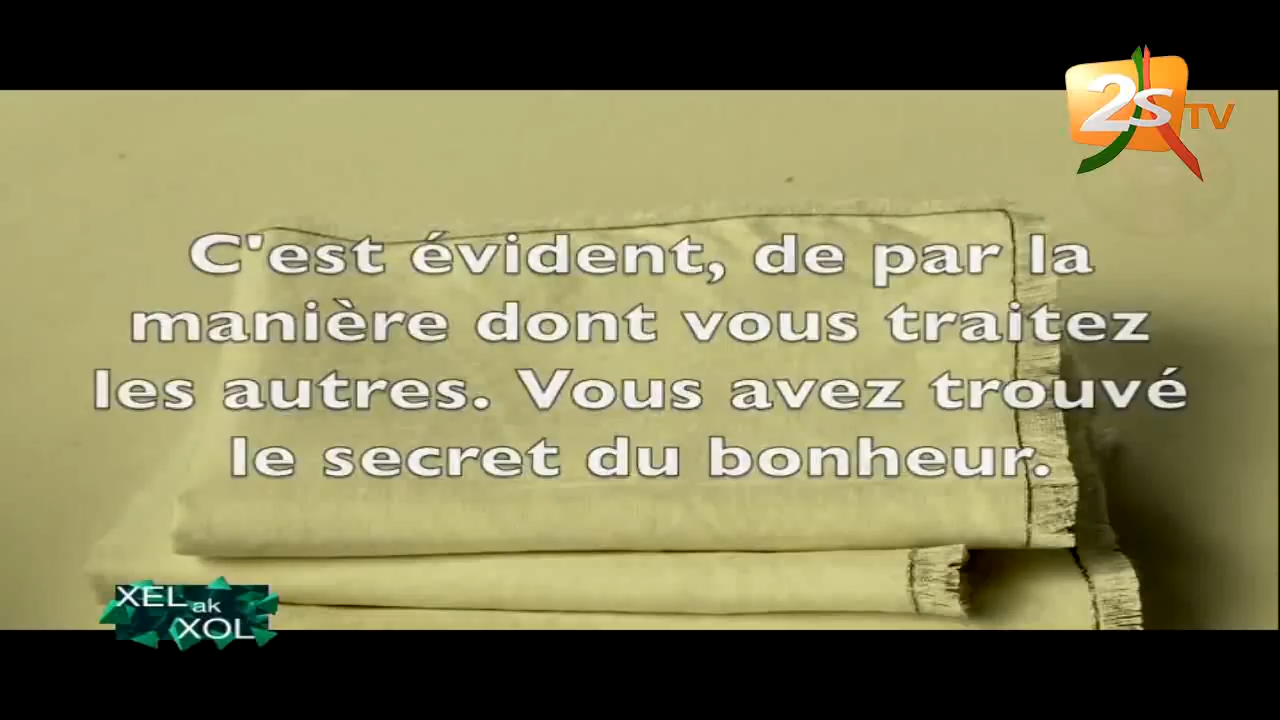 2s TV
C'est évident, de par la
manière dont vous traitez
les autres. Vous avez trouvé
le secret du bonheur.
XEL ak
XOL